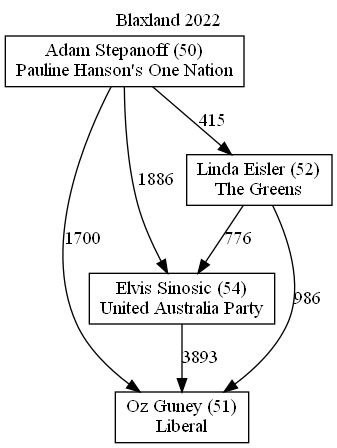 Blaxland 2022
Adam Stepanoff (50)
Pauline Hanson's One Nation
415
Linda Eisler (52)
The Greens
1886
1700
776
986
Elvis Sinosic (54)
United Australia Party
3893
Oz Guney (51)
Liberal